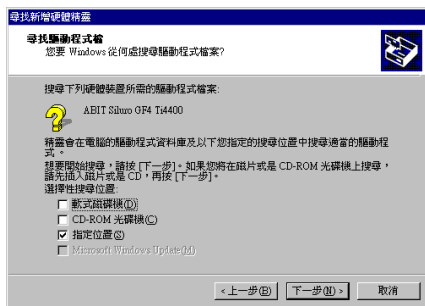 尋找新增硬體精靈
尋找驅動程式檔
您要 Windows 從何處搜尋驅動程式檔案?
搜尋下列硬體裝置所需的驅動程式檔案:
ABIT Siluro GF4 Ti4400
精靈會在電腦的驅動程式資料庫及以下您指定的搜尋位置中搜尋適當的驅動程
式。
想要開始搜尋，請按 [下一步]。如果您將在磁片或是 CD-ROM 光碟機上搜尋，
請先插入磁片或是 CD，再按 [下一步]。
選擇性搜尋位置:
軟式磁碟機(D)
CD-ROM 光碟機(C)
指定位置(S)
Microsoft Windows Update(M)
< 上一步(B) 下一步(N) > 取消